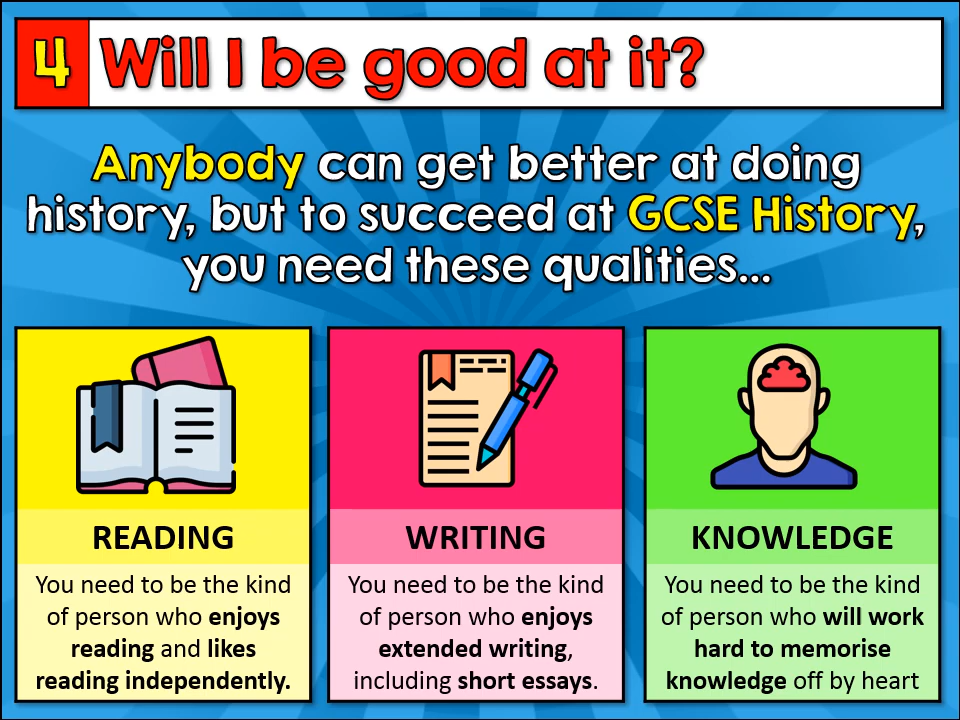 4 Will I be good at it?
Anybody can get better at doing
history, but to succeed at GCSE History,
you need these qualities...
READING
You need to be the kind
of person who enjoys
reading and likes
reading independently.
WRITING
You need to be the kind
of person who enjoys
extended writing,
including short essays.
KNOWLEDGE
You need to be the kind
of person who will work
hard to memorise
knowledge off by heart